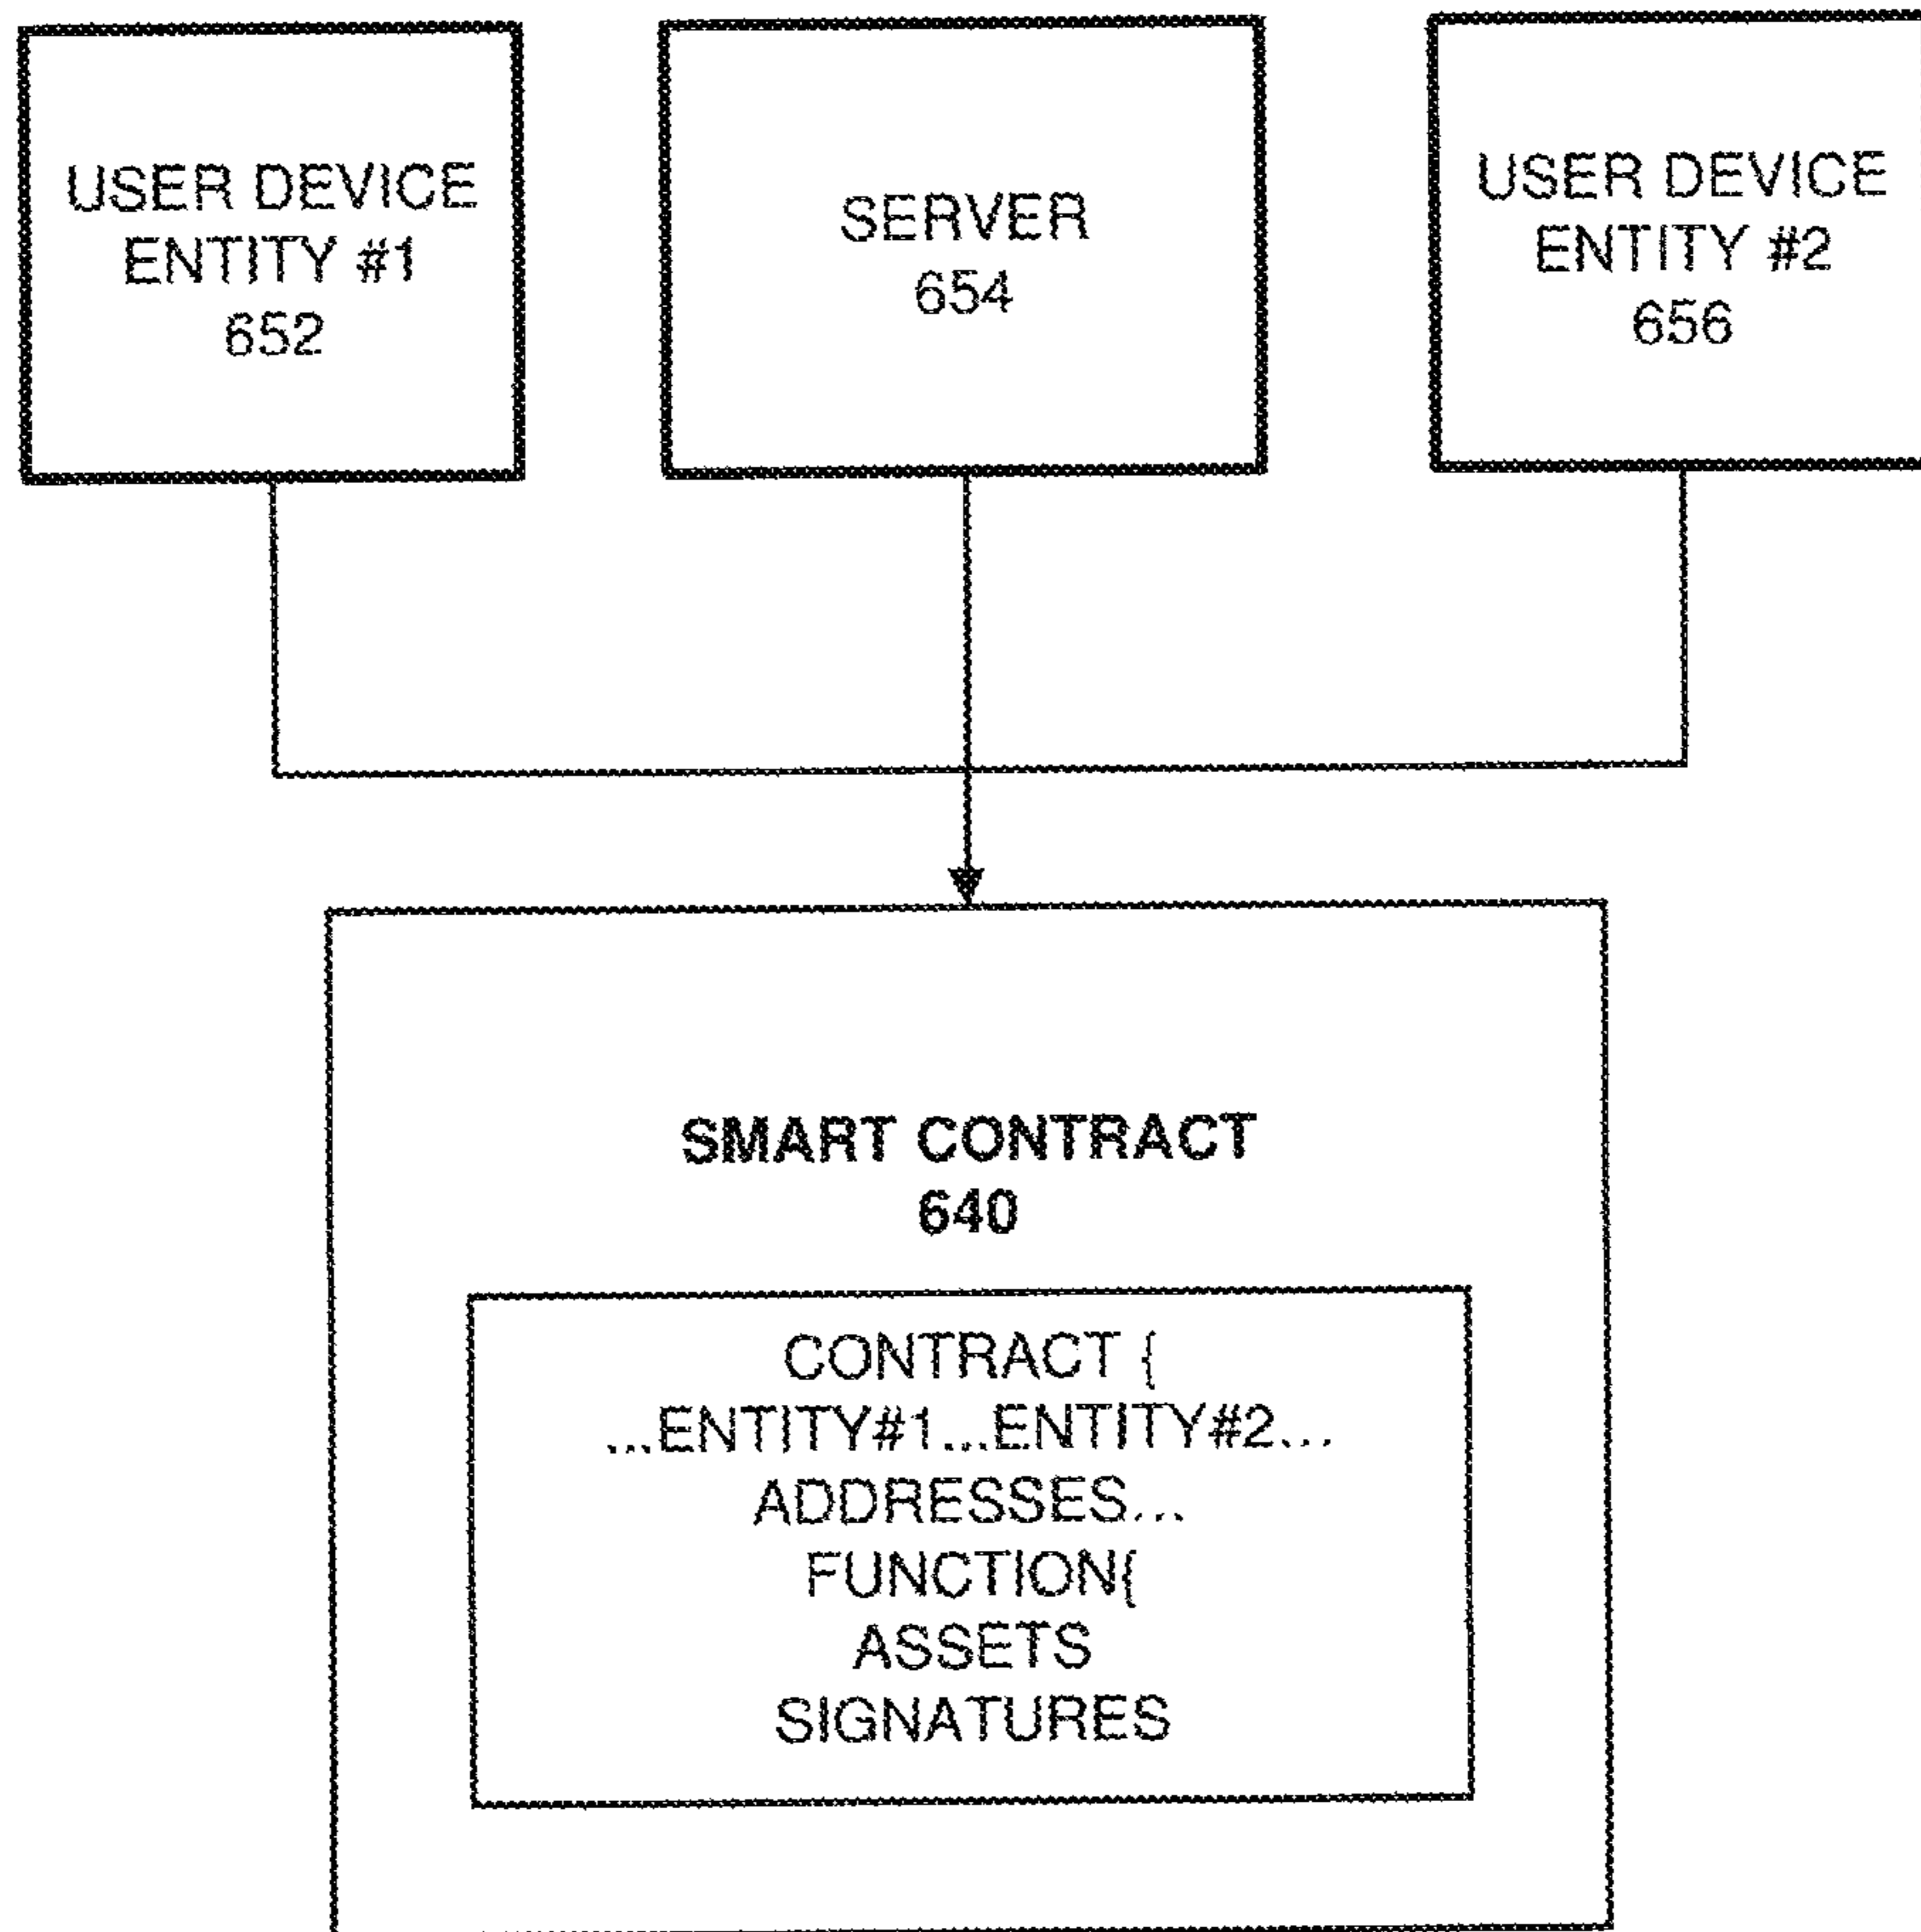 USER DEVICE
ENTITY #1
652
SERVER
654
USER DEVICE
ENTITY #2
656
SMART CONTRACT
640
CONTRACT {
...ENTITY#1...ENTITY#2...
ADDRESSES...
FUNCTION{
ASSETS
SIGNATURES